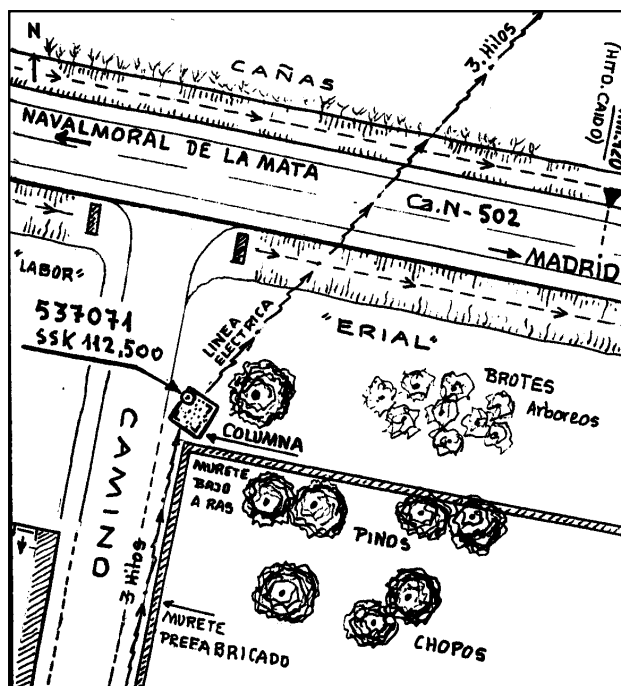 N
CAÑAS
3. Hilos
(HITO. CAIDO)
NAVALMORAL DE LA MATA
Ca. N-502
MADRID
"LABOR"
537071
SSK 112,500
LINEA
ELECTRICA
"ERIAL"
BROTES
Arboreos
COLUMNA
CAMINO
MURETE
BAJO
A RAS
PINOS
3 Hilos
MURETE
PREFABRICADO
CHOPOS